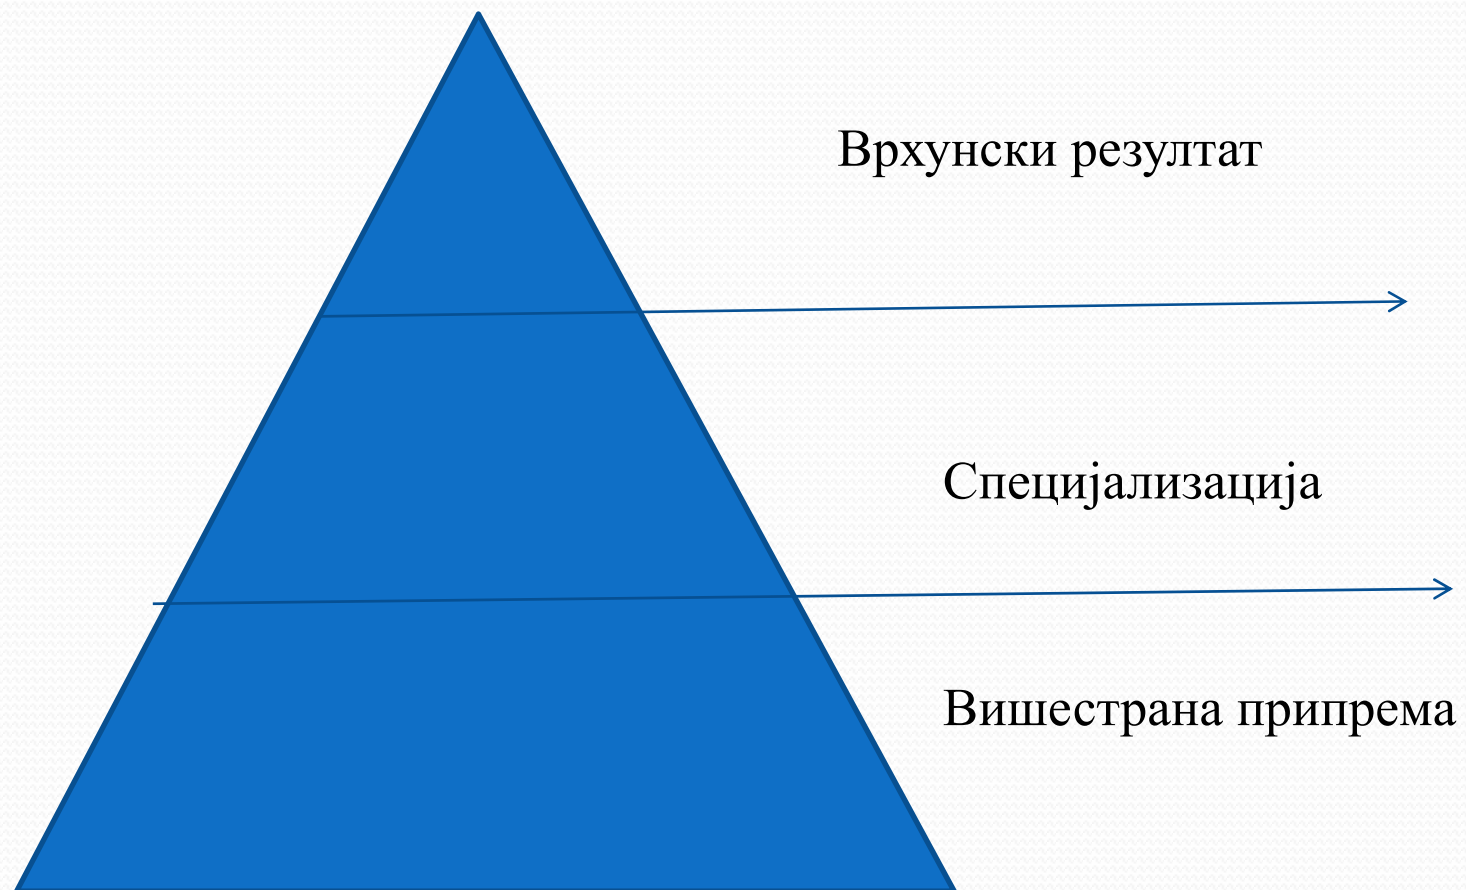 Врхунски резултат
Специјализација
Вишестрана припрема